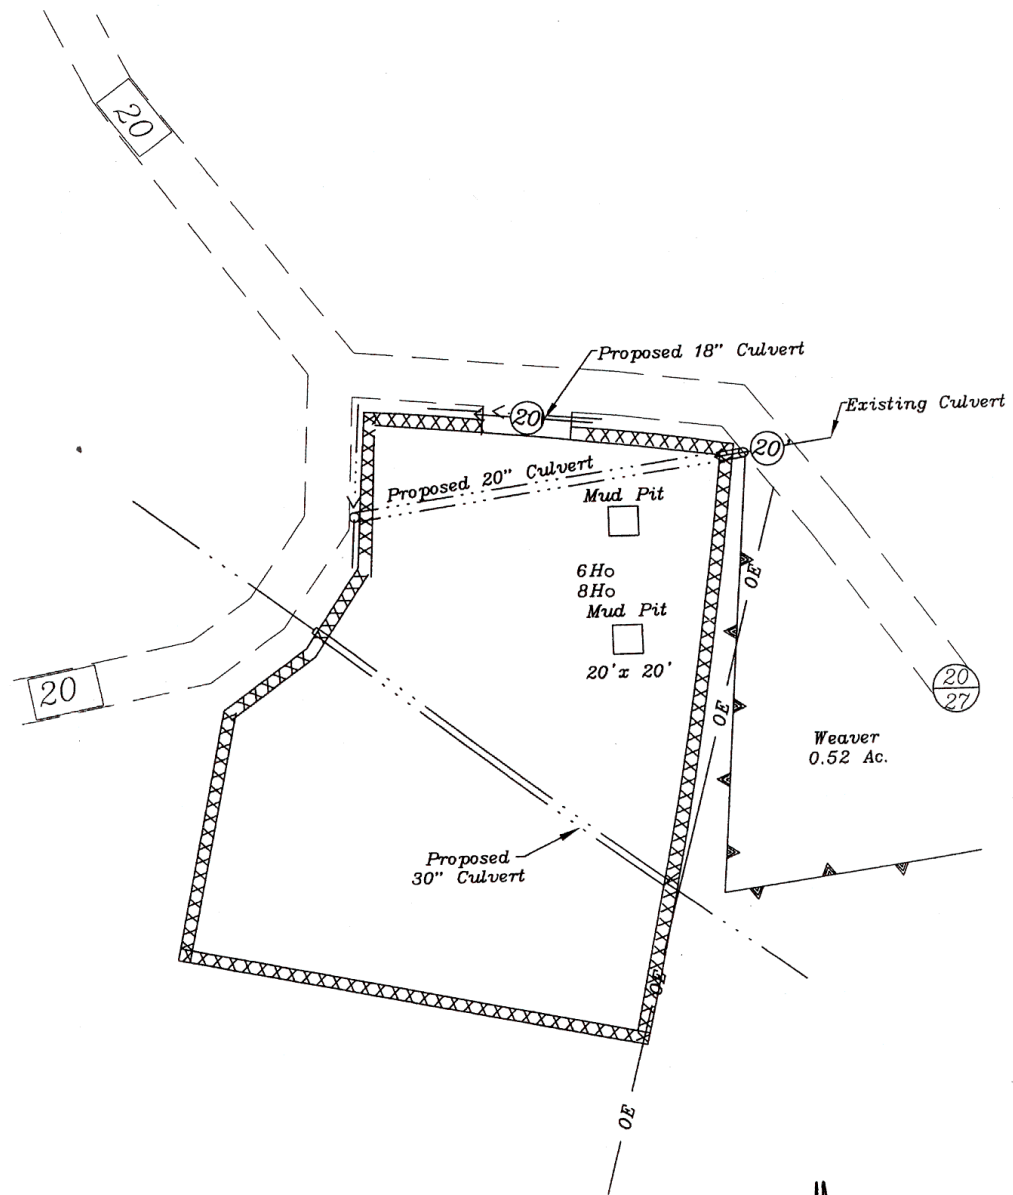 20
Proposed 18" Culvert
Existing Culvert
20
20
Proposed 20" Culvert
Mud Pit
6Ho
8Ho
OE
Mud Pit
20' x 20'
20
20
27
OE
Weaver
0.52 Ac.
Proposed
30" Culvert
OE
OE